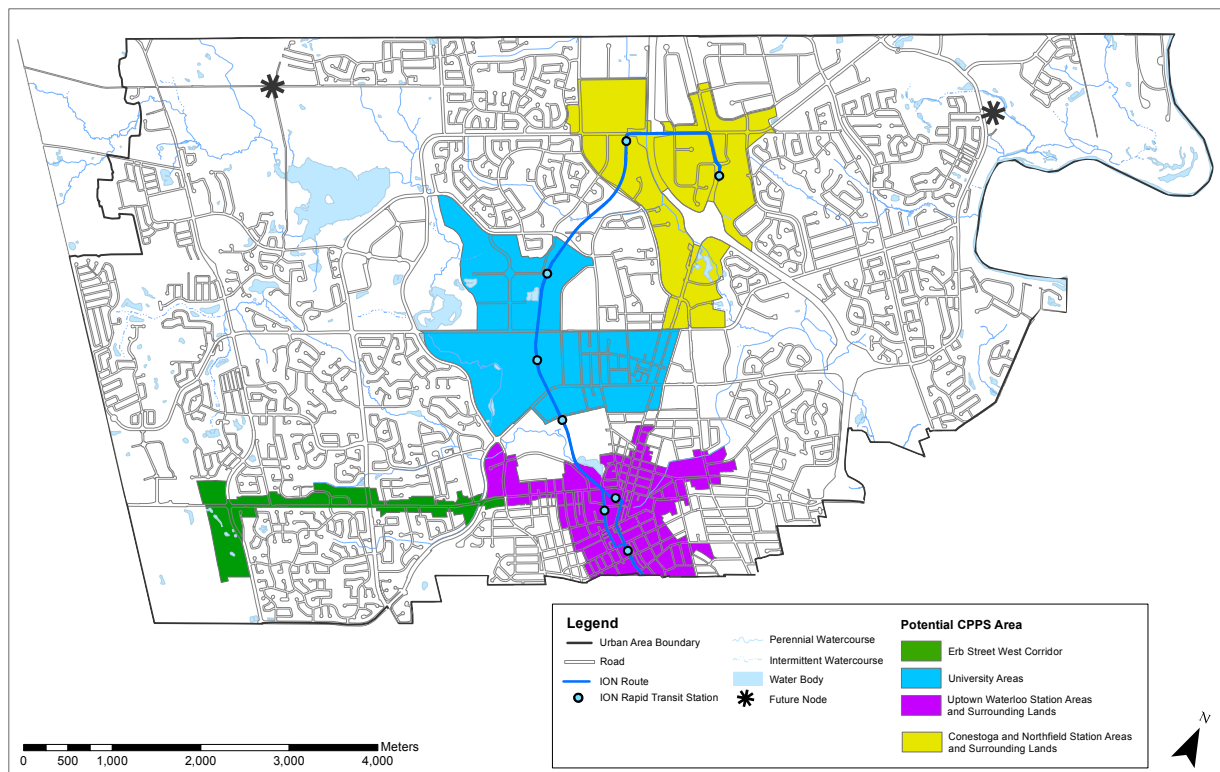 Legend
Urban Area Boundary
Road
ION Route
ION Rapid Transit Station
Perennial Watercourse
Intermittent Watercourse
Water Body
Future Node
Potential CPPS Area
Erb Street West Corridor
University Areas
Uptown Waterloo Station Areas
and Surrounding Lands
Conestoga and Northfield Station Areas
and Surrounding Lands
N
Meters
0 500 1,000 2,000 3,000 4,000